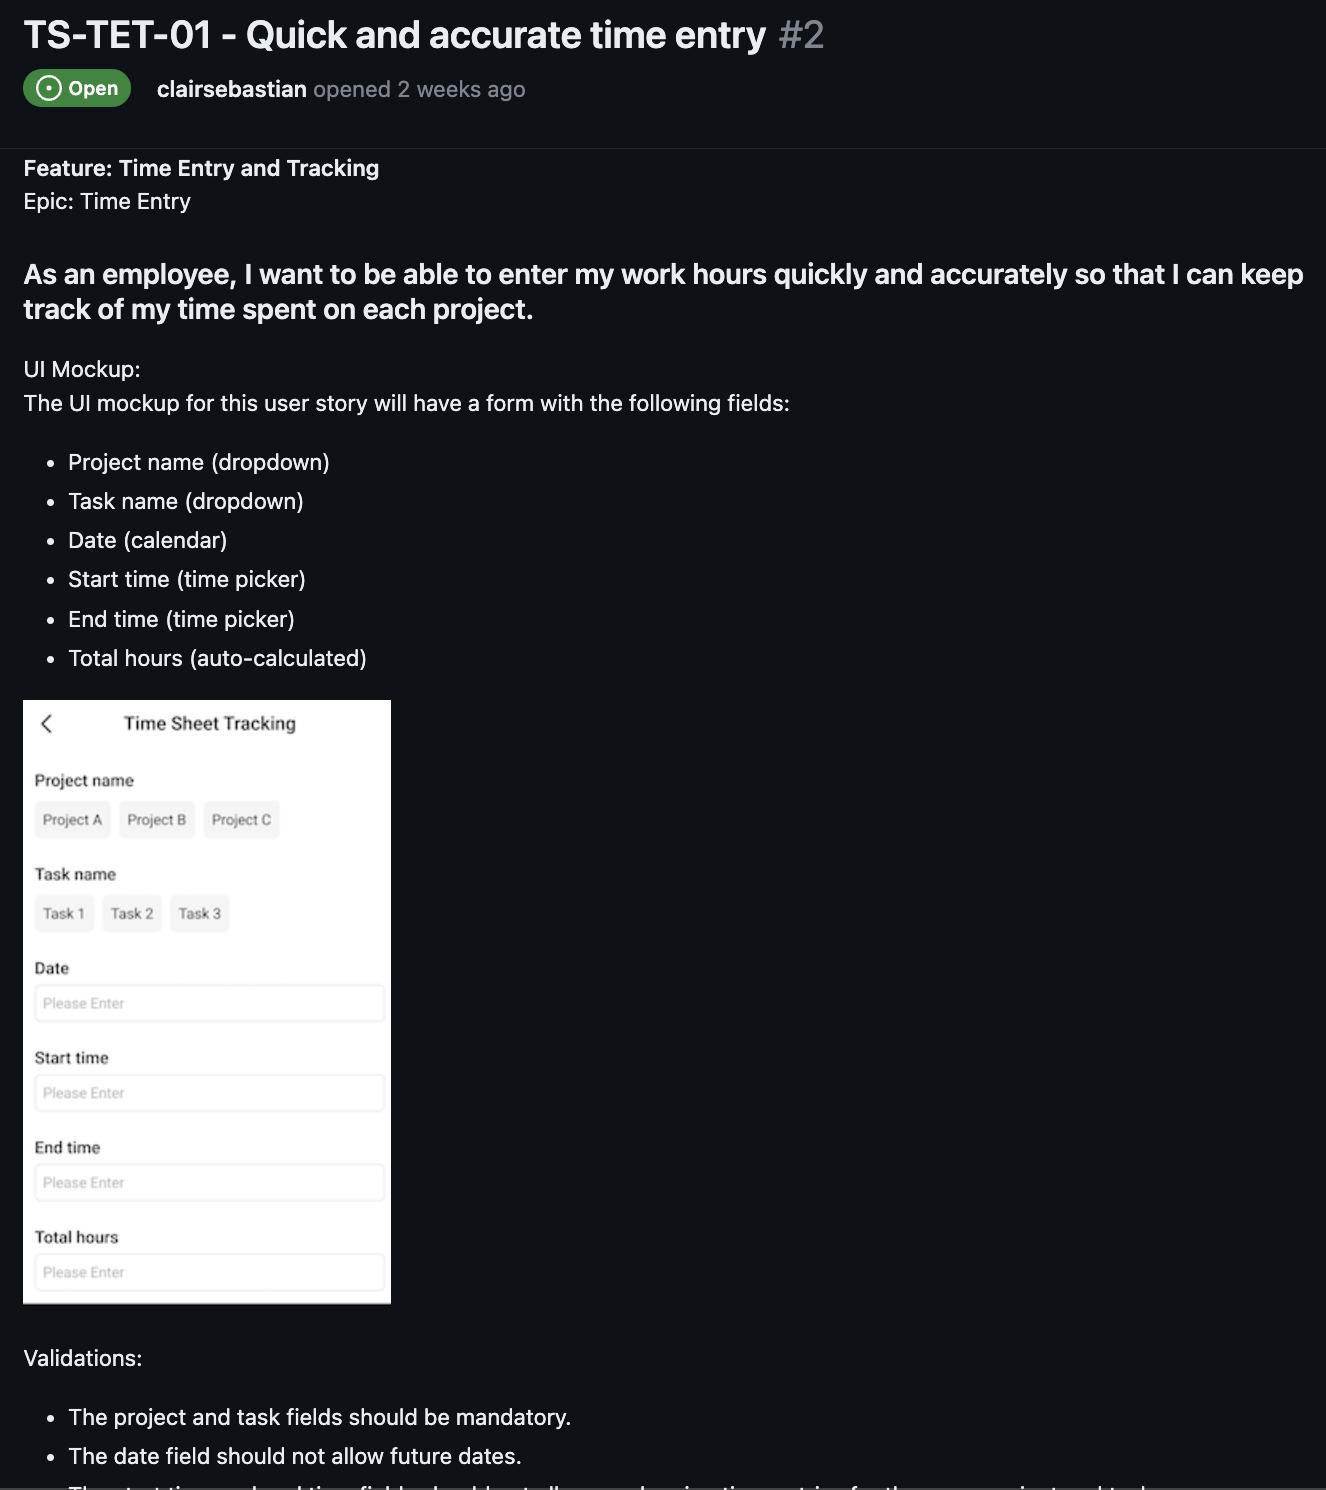 TS-TET-01 - Quick and accurate time entry #2
Open clairsebastian opened 2 weeks ago
Feature: Time Entry and Tracking
Epic: Time Entry
As an employee, I want to be able to enter my work hours quickly and accurately so that I can keep
track of my time spent on each project.
UI Mockup:
The UI mockup for this user story will have a form with the following fields:
• Project name (dropdown)
• Task name (dropdown)
• Date (calendar)
• Start time (time picker)
• End time (time picker)
• Total hours (auto-calculated)
Time Sheet Tracking
Project name
Project A Project B Project C
Task name
Task 1 Task 2 Task 3
Date
Please Enter
Start time
Please Enter
End time
Please Enter
Total hours
Please Enter
Validations:
• The project and task fields should be mandatory.
• The date field should not allow future dates.